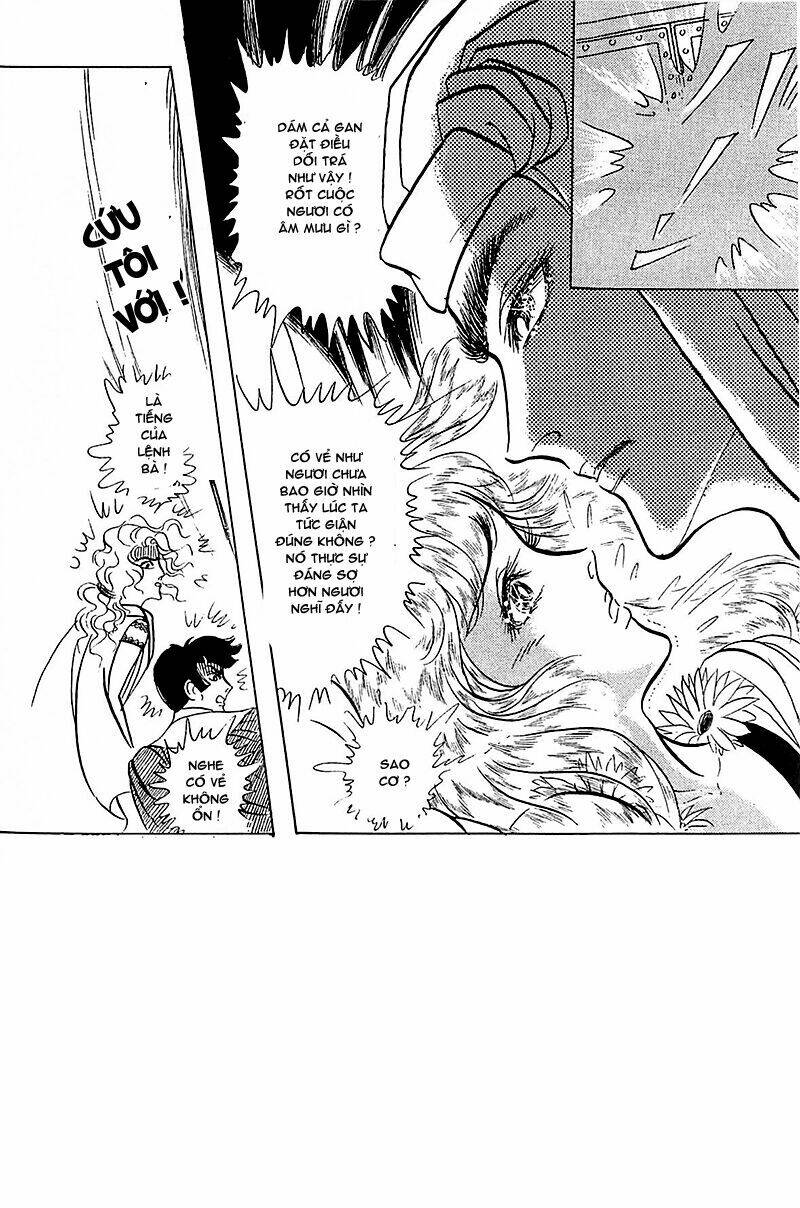 DÁM CẢ GAN
ĐẶT ĐIỀU
DỐI TRÁ
NHƯ VẬY !
RỐT CUỘC
NGƯƠI CÓ
ÂM MƯU GÌ ?
CÓ VẺ NHƯ
NGƯƠI CHƯA
BAO GIỜ NHÌN
THẤY LÚC TA
TỨC GIẬN
ĐÚNG KHÔNG ?
NÓ THỰC SỰ
ĐÁNG SỢ
HƠN NGƯƠI
NGHĨ ĐẤY !
SAO
CƠ ?
CỨU
TÔI
VỚI !
LÀ
TIẾNG
CỦA
LỆNH
BÀ !
NGHE
CÓ VẺ
KHÔNG
ỔN !